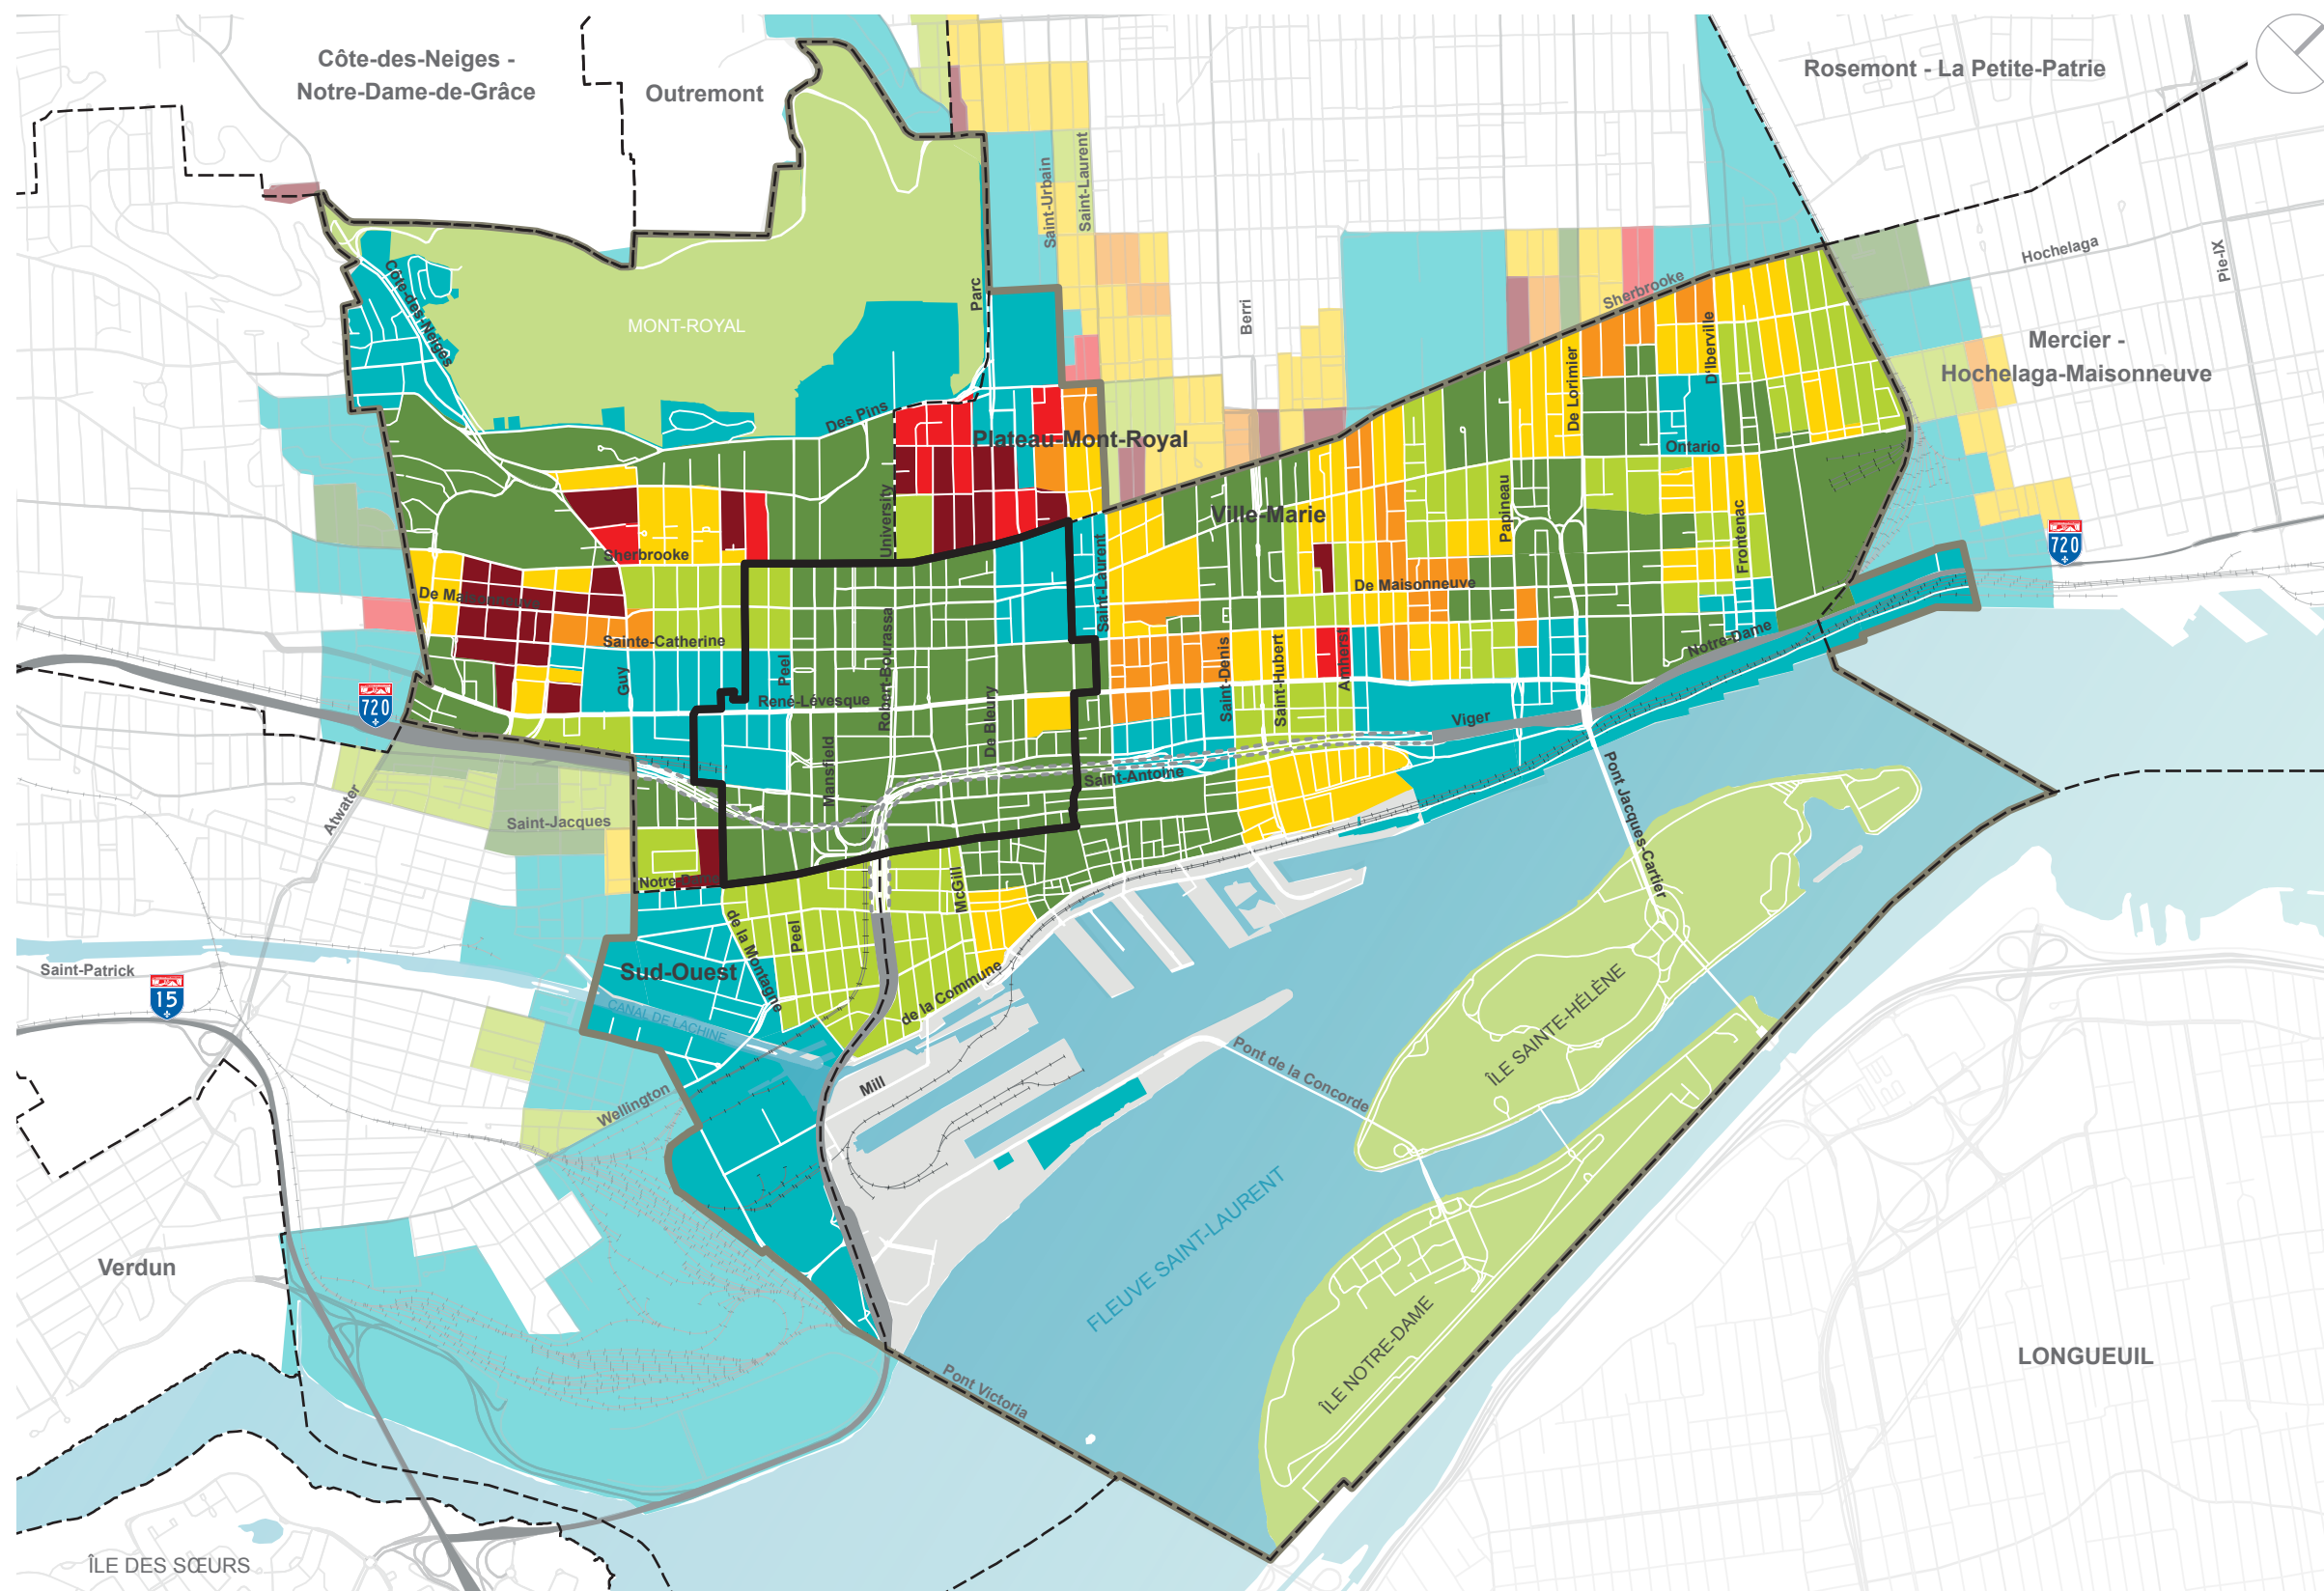 Côte-des-Neiges -
Notre-Dame-de-Grâce
Outremont
Rosemont - La Petite-Patrie
Saint-Urbain
Saint-Laurent
Hochelaga
Pie-IX
Côte-des-Neiges
MONT-ROYAL
Parc
Berri
Sherbrooke
D'Iberville
De Lorimier
Mercier -
Hochelaga-Maisonneuve
Des Pins
Plateau-Mont-Royal
Ontario
University
Ville-Marie
Papineau
Frontenac
Sherbrooke
720
De Maisonneuve
Saint-Laurent
De Maisonneuve
Sainte-Catherine
Robert-Bourassa
Guy
Peel
Saint-Denis
Saint-Hubert
Amherst
Notre-Dame
720
René-Lévesque
De Bleury
Viger
Mansfield
Saint-Antoine
Pont Jacques-Cartier
Atwater
Saint-Jacques
Notre-Dame
McGill
de la Montagne
Peel
Saint-Patrick
Sud-Ouest
15
CANAL DE LACHINE
de la Commune
ÎLE SAINTE-HÉLÈNE
Mill
Pont de la Concorde
Wellington
FLEUVE SAINT-LAURENT
Verdun
ÎLE NOTRE-DAME
LONGUEUIL
Pont Victoria
ÎLE DES SŒURS